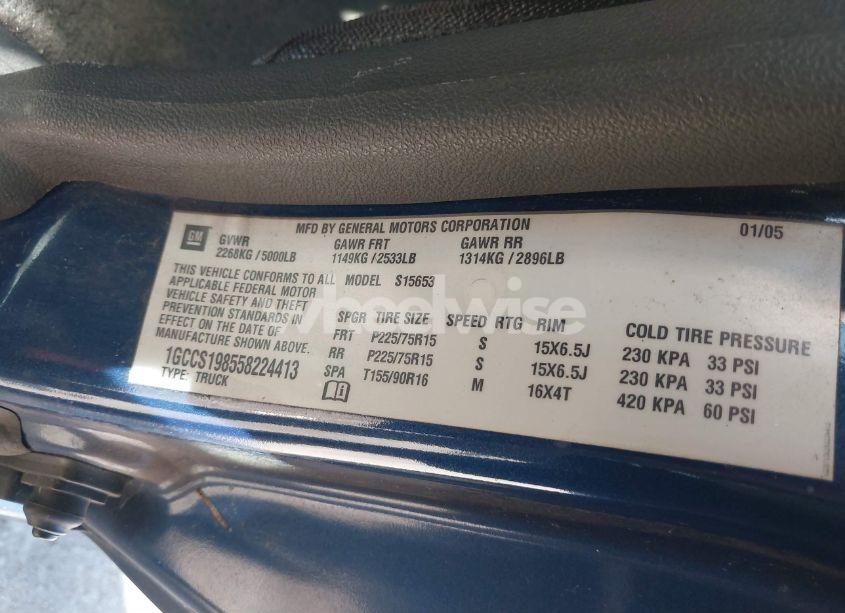 MFD BY GENERAL MOTORS CORPORATION 01/05
GM
GVWR GAWR FRT GAWR RR
2268KG / 5000LB 1149KG / 2533LB 1314KG / 2896LB
THIS VEHICLE CONFORMS TO ALL MODEL S15653
APPLICABLE FEDERAL MOTOR
VEHICLE SAFETY AND THEFT
PREVENTION STANDARDS IN
EFFECT ON THE DATE OF
MANUFACTURE SHOWN ABOVE.
1GCCS198558224413
TYPE: TRUCK
SPGR TIRE SIZE SPEED RTG RIM COLD TIRE PRESSURE
FRT P225/75R15 S 15X6.5J 230 KPA 33 PSI
RR P225/75R15 S 15X6.5J 230 KPA 33 PSI
SPA T155/90R16 M 16X4T 420 KPA 60 PSI
wheelwise